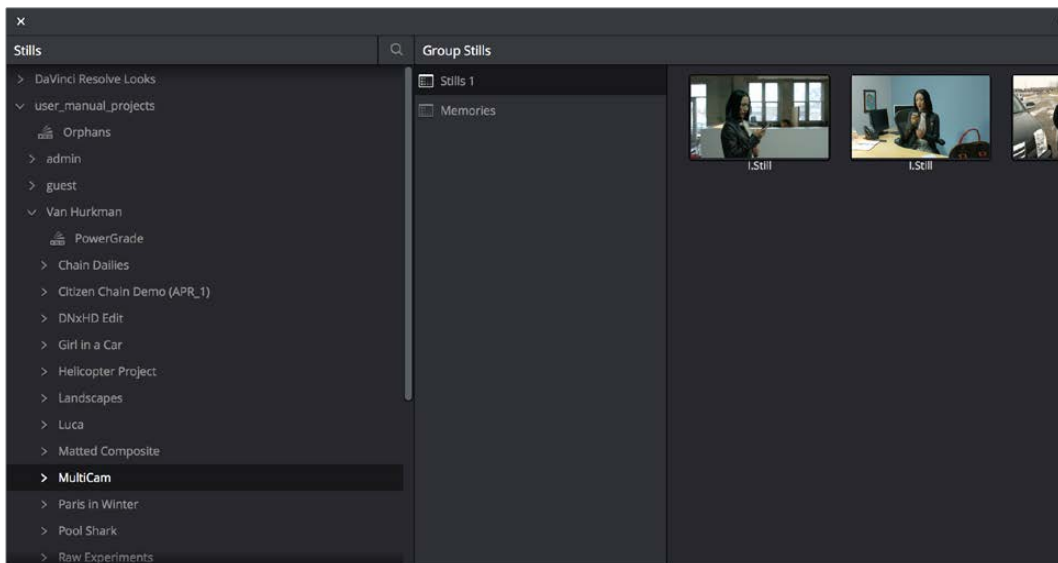 Stills
Group Stills
DaVinci Resolve Looks
user_manual_projects
Orphans
admin
guest
Van Hurkman
PowerGrade
Chain Dailies
Citizen Chain Demo (APR_1)
DNxHD Edit
Girl in a Car
Helicopter Project
Landscapes
Luca
Matted Composite
MultiCam
Paris in Winter
Pool Shark
Raw Experiments
Stills 1
Memories
I.Still
I.Still